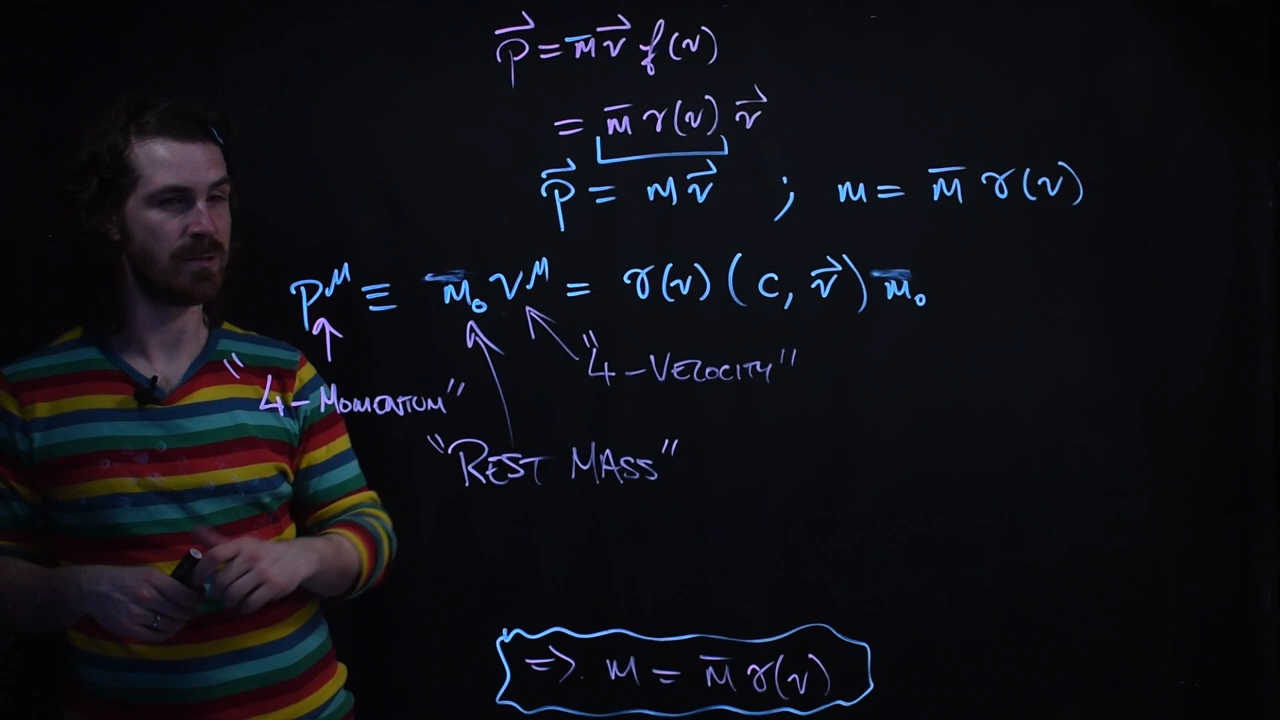 p⃗ = m̅ v⃗ f(v)
= m̅ γ(v) v⃗
p⃗ = m v⃗ ; m = m̅ γ(v)
p^μ ≡ m̅₀ v^μ = γ(v) (c, v⃗) m̅₀
"4-VELOCITY"
"4-MOMENTUM"
"REST MASS"
⇒ m = m̅ γ(v)